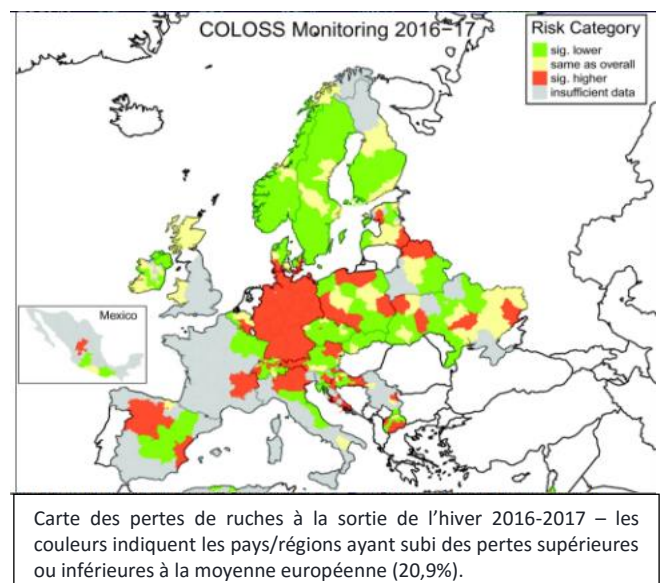 COLOSS Monitoring 2016-17
Risk Category
sig. lower
same as overall
sig. higher
insufficient data
Mexico
Carte des pertes de ruches à la sortie de l'hiver 2016-2017 – les
couleurs indiquent les pays/régions ayant subi des pertes supérieures
ou inférieures à la moyenne européenne (20,9%).